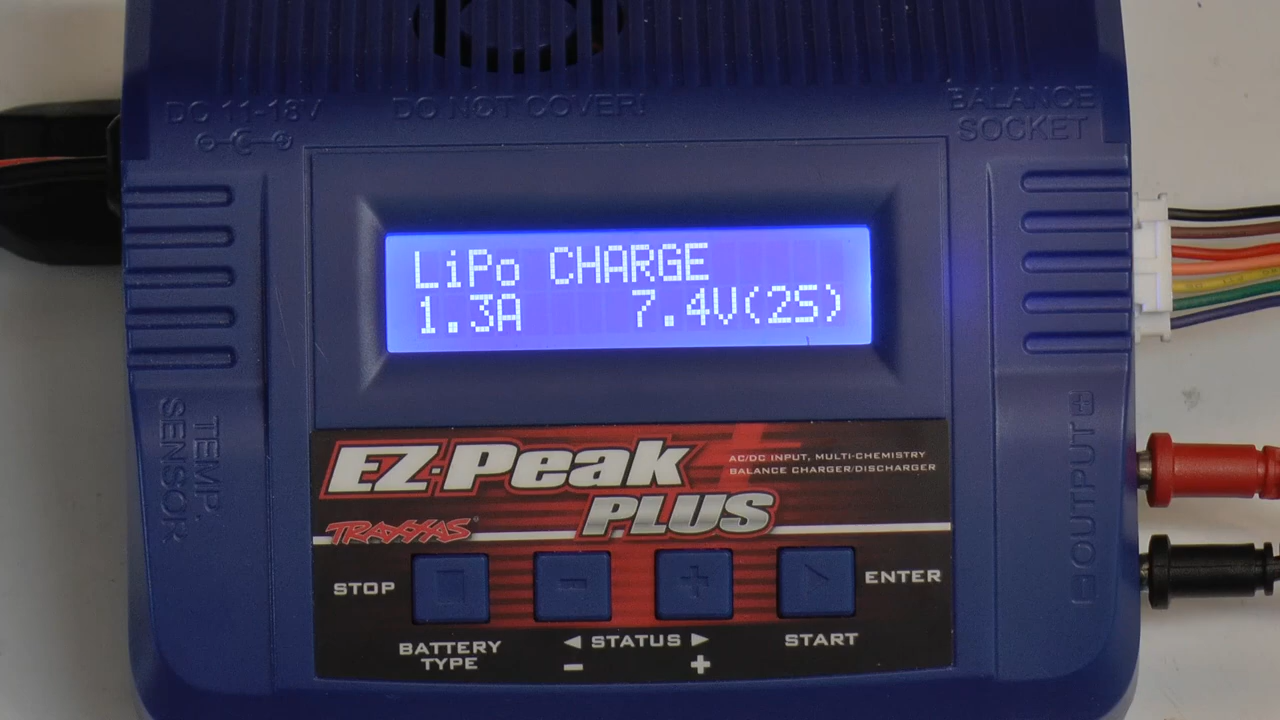 DC 11-18V
DO NOT COVER!
BALANCE
SOCKET
LiPo CHARGE
1.3A 7.4V(2S)
TEMP.
SENSOR
OUTPUT
EZ-Peak
PLUS
AC/DC INPUT, MULTI-CHEMISTRY
BALANCE CHARGER/DISCHARGER
TRAXXAS
STOP
- +
ENTER
BATTERY
TYPE
◄ STATUS ►
- +
START